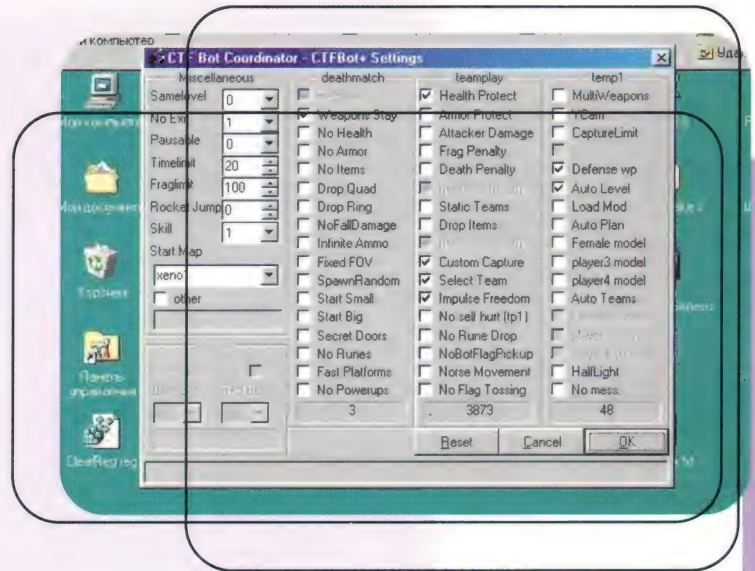 й компьютер
CTF Bot Coordinator - CTFBot+ Settings
Miscellaneous
Samelevel 0
No Exit 1
Pausable 0
Timelimit 20
Fraglimit 100
Rocket Jump 0
Skill 1
Start Map
xeno7
other
deathmatch
Weapons Stay
No Health
No Armor
No Items
Drop Quad
Drop Ring
NoFallDamage
Infinite Ammo
Fixed FOV
SpawnRandom
Start Small
Start Big
Secret Doors
No Runes
Fast Platforms
No Powerups
3
teamplay
Health Protect
Armor Protect
Attacker Damage
Frag Penalty
Death Penalty
Static Teams
Drop Items
Custom Capture
Select Team
Impulse Freedom
No self hurt (tp1)
No Rune Drop
NoBotFlagPickup
Norse Movement
No Flag Tossing
3873
temp1
MultiWeapons
YCam
CaptureLimit
Defense wp
Auto Level
Load Mod
Auto Plan
Female model
player3 model
player4 model
Auto Teams
HalfLight
No mess.
48
Reset
Cancel
OK
Мой компьютер
Мои документы
Корзина
Панель
управления
ClearReg.reg